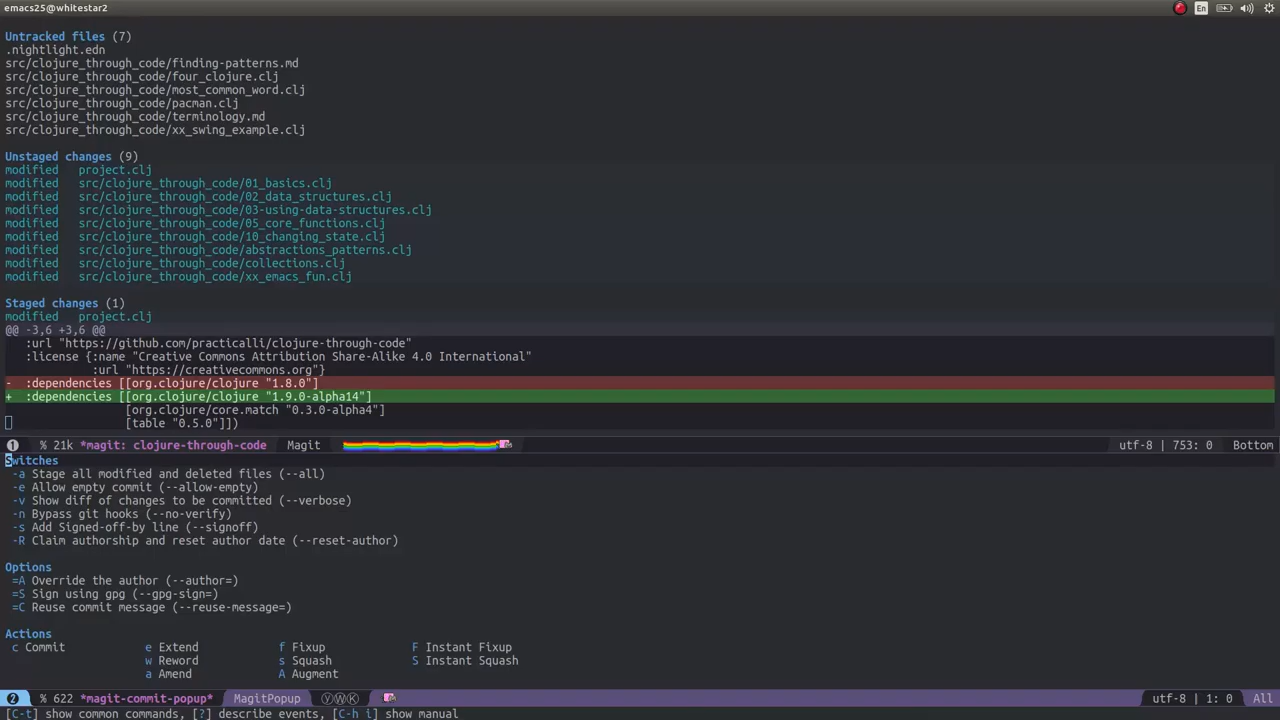 emacs25@whitestar2
En
Untracked files (7)
.nightlight.edn
src/clojure_through_code/finding-patterns.md
src/clojure_through_code/four_clojure.clj
src/clojure_through_code/most_common_word.clj
src/clojure_through_code/pacman.clj
src/clojure_through_code/terminology.md
src/clojure_through_code/xx_swing_example.clj
Unstaged changes (9)
modified   project.clj
modified   src/clojure_through_code/01_basics.clj
modified   src/clojure_through_code/02_data_structures.clj
modified   src/clojure_through_code/03-using-data-structures.clj
modified   src/clojure_through_code/05_core_functions.clj
modified   src/clojure_through_code/10_changing_state.clj
modified   src/clojure_through_code/abstractions_patterns.clj
modified   src/clojure_through_code/collections.clj
modified   src/clojure_through_code/xx_emacs_fun.clj
Staged changes (1)
modified   project.clj
@@ -3,6 +3,6 @@
   :url "https://github.com/practicalli/clojure-through-code"
   :license {:name "Creative Commons Attribution Share-Alike 4.0 International"
             :url "https://creativecommons.org"}
-  :dependencies [[org.clojure/clojure "1.8.0"]
+  :dependencies [[org.clojure/clojure "1.9.0-alpha14"]
                  [org.clojure/core.match "0.3.0-alpha4"]
                  [table "0.5.0"]])
① % 21k *magit: clojure-through-code   Magit   utf-8 | 753: 0   Bottom
Switches
 -a Stage all modified and deleted files (--all)
 -e Allow empty commit (--allow-empty)
 -v Show diff of changes to be committed (--verbose)
 -n Bypass git hooks (--no-verify)
 -s Add Signed-off-by line (--signoff)
 -R Claim authorship and reset author date (--reset-author)
Options
 =A Override the author (--author=)
 =S Sign using gpg (--gpg-sign=)
 =C Reuse commit message (--reuse-message=)
Actions
 c Commit            e Extend            f Fixup             F Instant Fixup
                     w Reword            s Squash            S Instant Squash
                     a Amend             A Augment
② % 622 *magit-commit-popup*   MagitPopup   ⓎⓌⓀ   utf-8 | 1: 0   All
[C-t] show common commands, [?] describe events, [C-h i] show manual